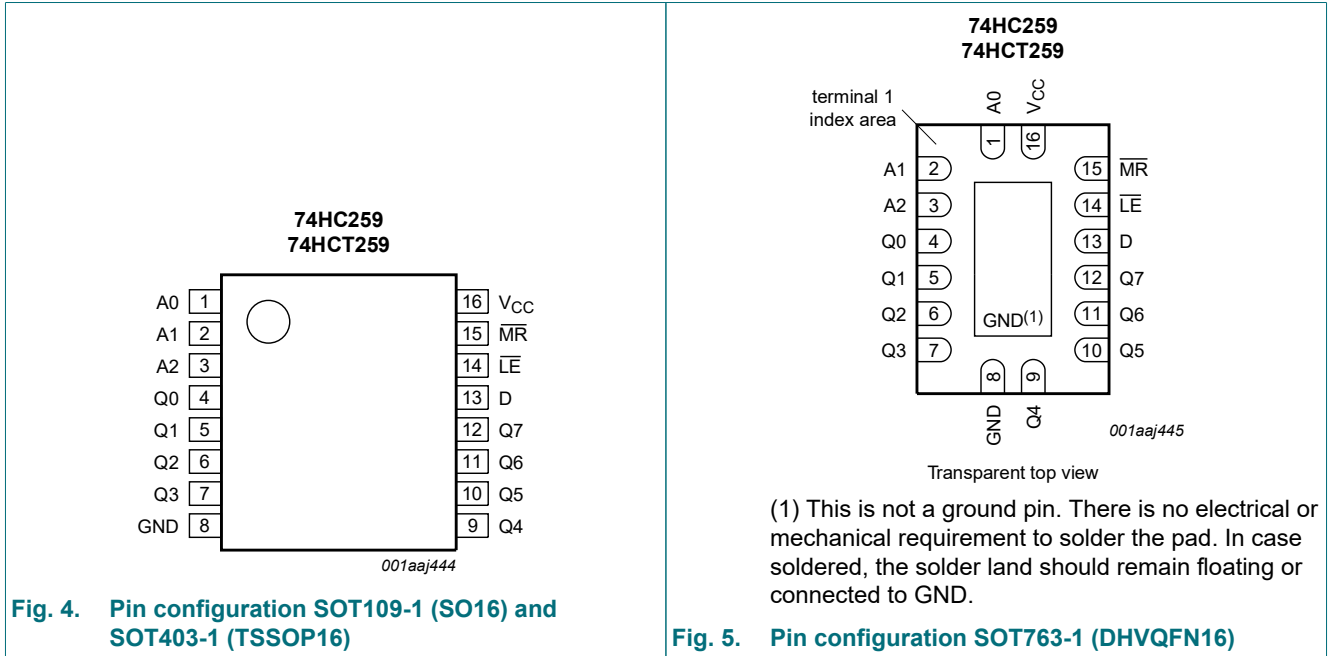 74HC259
74HCT259
A0 1 16 VCC
A1 2 15 MR
A2 3 14 LE
Q0 4 13 D
Q1 5 12 Q7
Q2 6 11 Q6
Q3 7 10 Q5
GND 8 9 Q4
001aaj444
Fig. 4. Pin configuration SOT109-1 (SO16) and
SOT403-1 (TSSOP16)
74HC259
74HCT259
terminal 1
index area
A0 VCC
1 16
A1 2 15 MR
A2 3 14 LE
Q0 4 13 D
Q1 5 12 Q7
Q2 6 11 Q6
GND(1)
Q3 7 10 Q5
8 9
GND Q4
001aaj445
Transparent top view
(1) This is not a ground pin. There is no electrical or
mechanical requirement to solder the pad. In case
soldered, the solder land should remain floating or
connected to GND.
Fig. 5. Pin configuration SOT763-1 (DHVQFN16)